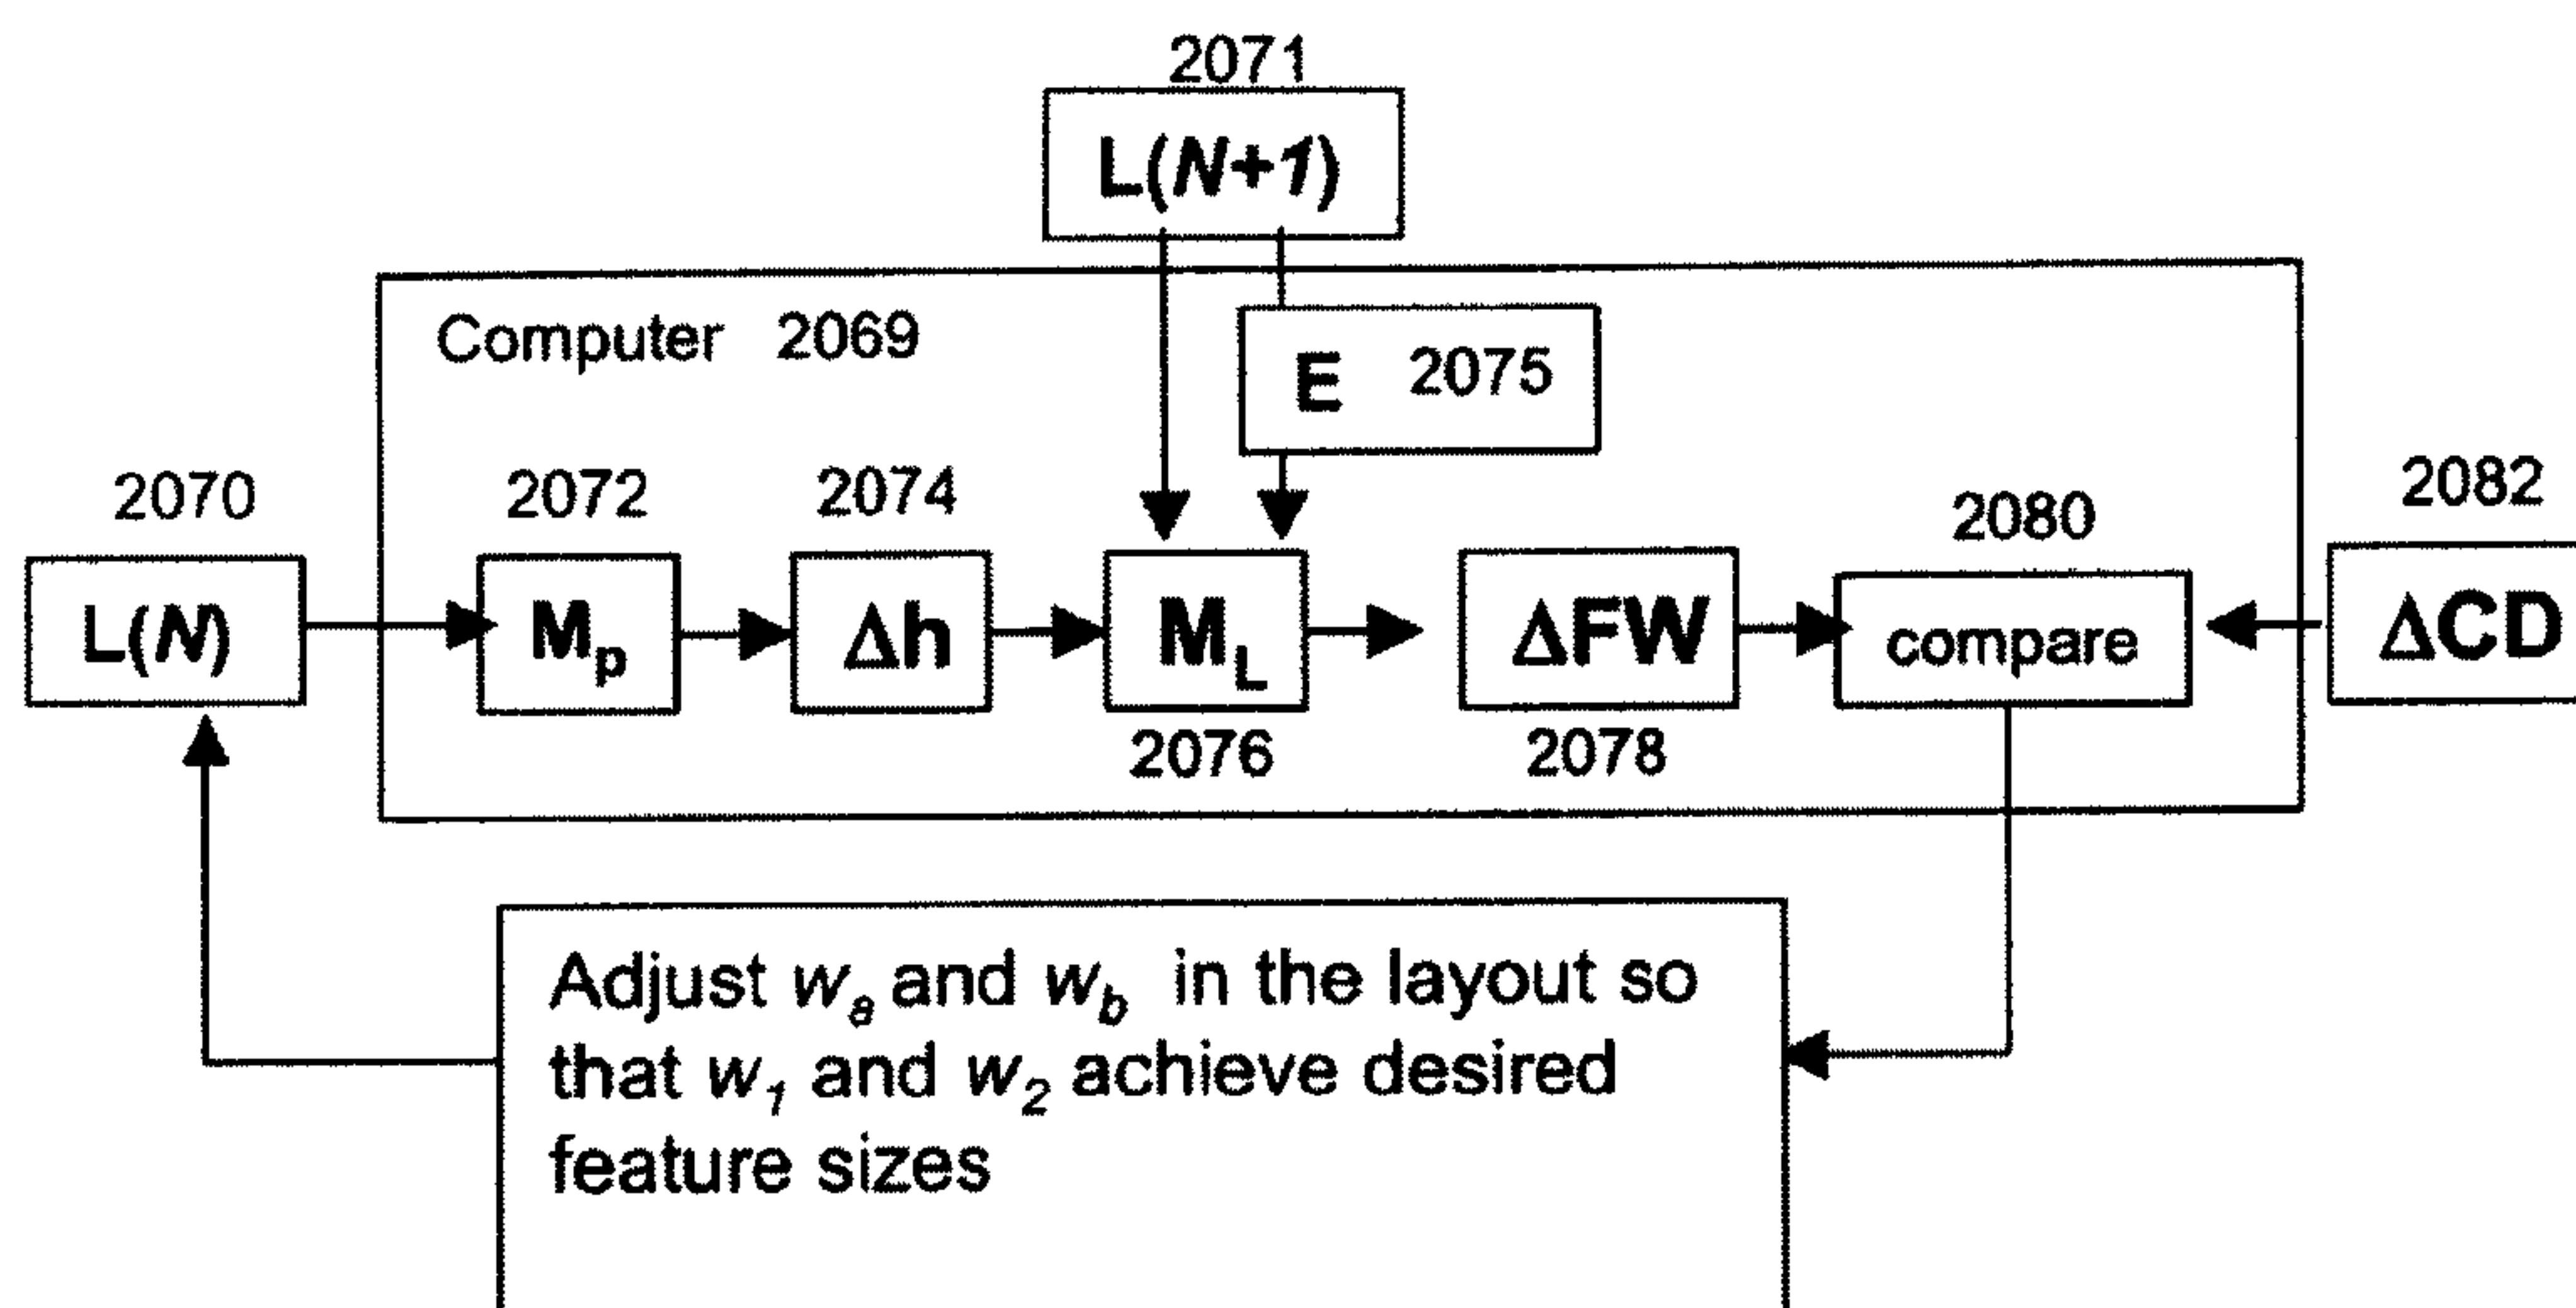 2071
L(N+1)
Computer 2069
E 2075
2070
2072
2074
2080
2082
L(N)
Mp
Δh
ML
ΔFW
compare
ΔCD
2076
2078
Adjust wa and wb in the layout so
that w1 and w2 achieve desired
feature sizes